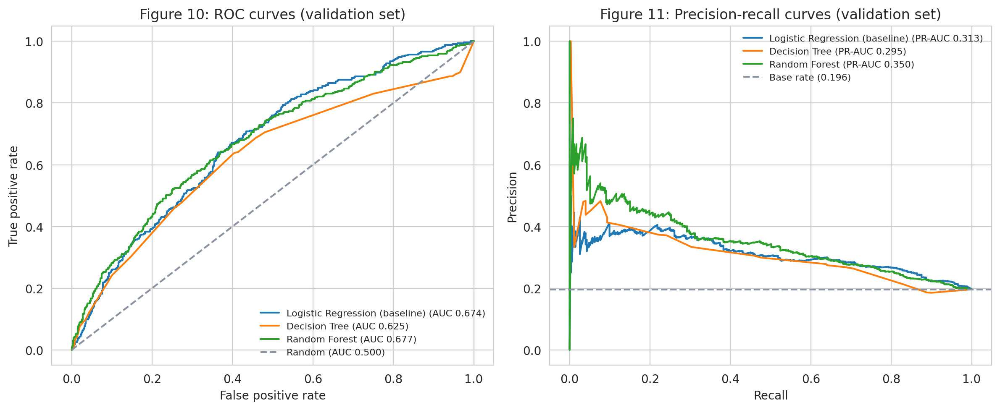 Figure 10: ROC curves (validation set)
True positive rate
1.0
0.8
0.6
0.4
0.2
0.0
Logistic Regression (baseline) (AUC 0.674)
Decision Tree (AUC 0.625)
Random Forest (AUC 0.677)
Random (AUC 0.500)
0.0 0.2 0.4 0.6 0.8 1.0
False positive rate
Figure 11: Precision-recall curves (validation set)
Precision
1.0
0.8
0.6
0.4
0.2
0.0
Logistic Regression (baseline) (PR-AUC 0.313)
Decision Tree (PR-AUC 0.295)
Random Forest (PR-AUC 0.350)
Base rate (0.196)
0.0 0.2 0.4 0.6 0.8 1.0
Recall